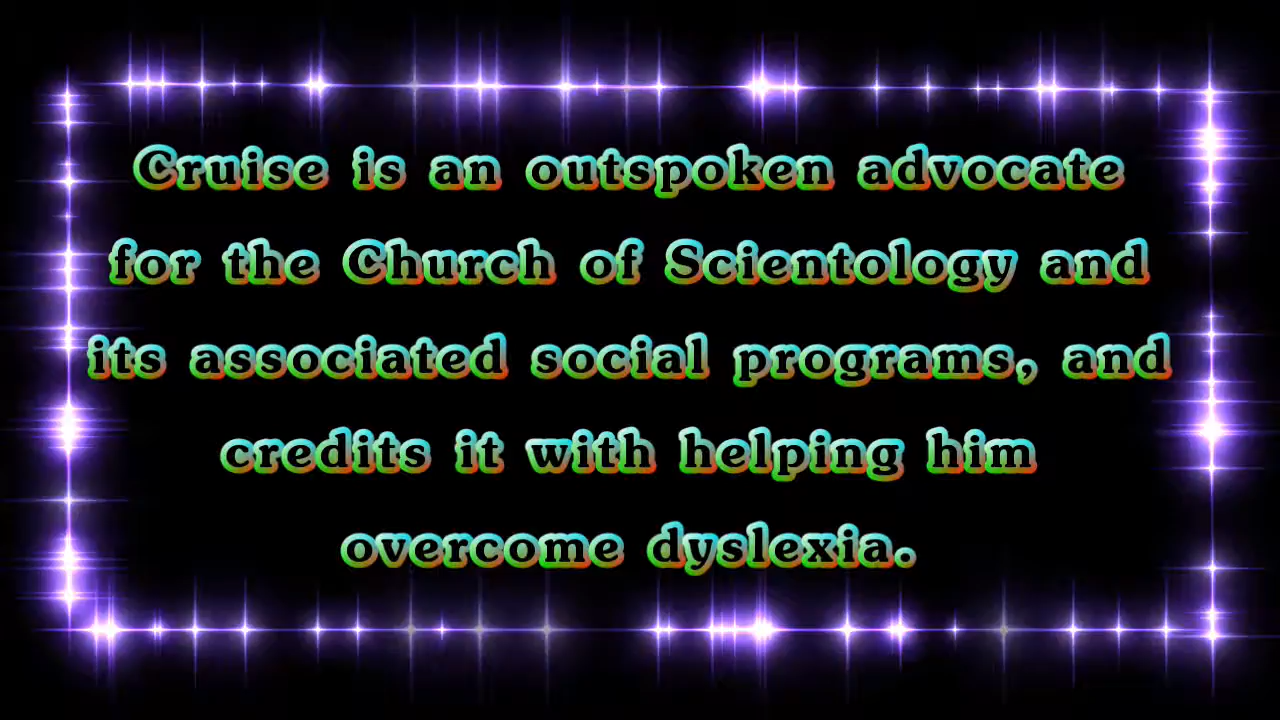 Cruise is an outspoken advocate
for the Church of Scientology and
its associated social programs, and
credits it with helping him
overcome dyslexia.